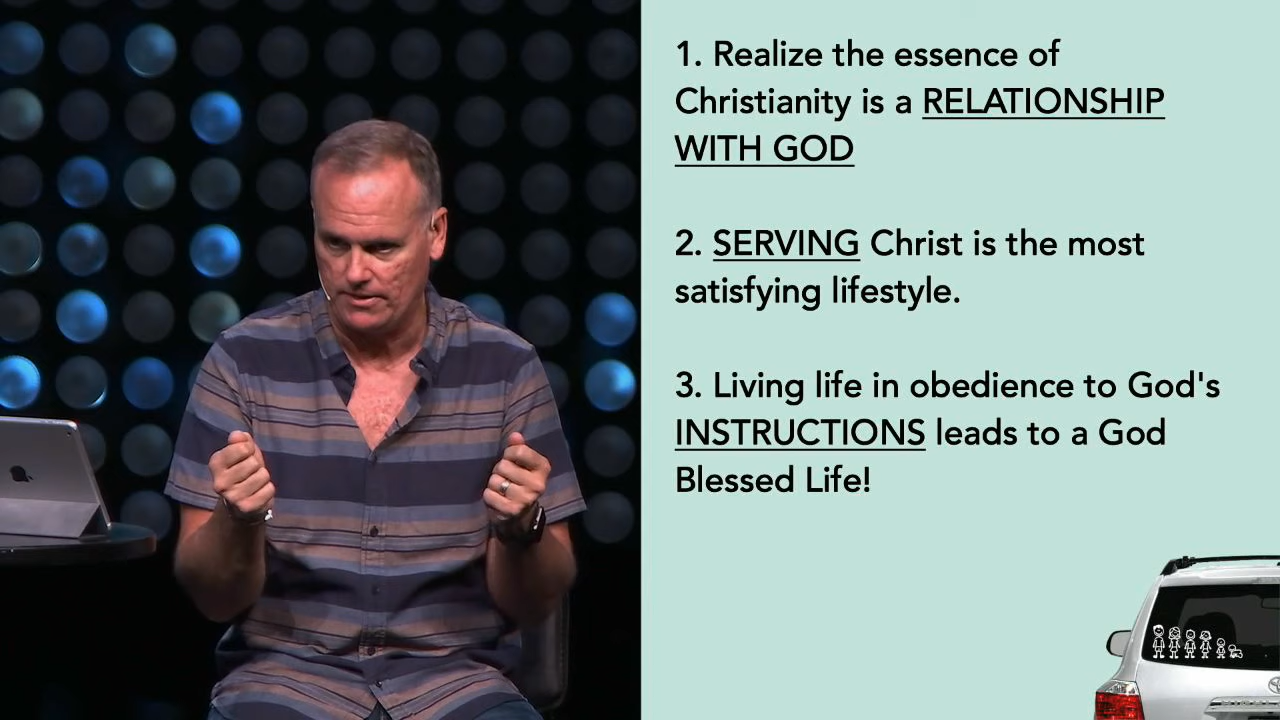 1. Realize the essence of
Christianity is a RELATIONSHIP
WITH GOD
2. SERVING Christ is the most
satisfying lifestyle.
3. Living life in obedience to God's
INSTRUCTIONS leads to a God
Blessed Life!